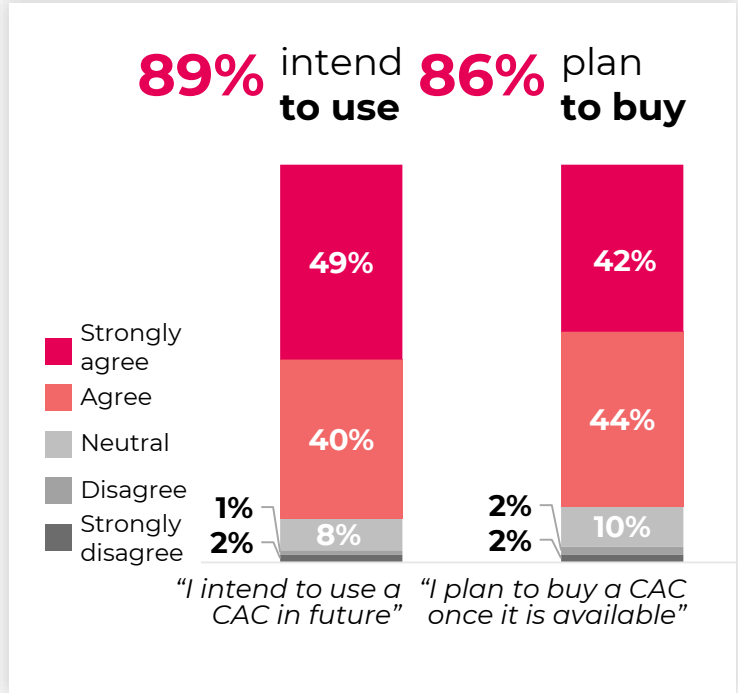 89% intend
to use
86% plan
to buy
49%
40%
8%
1%
2%
42%
44%
10%
2%
2%
Strongly
agree
Agree
Neutral
Disagree
Strongly
disagree
“I intend to use a
CAC in future”
“I plan to buy a CAC
once it is available”